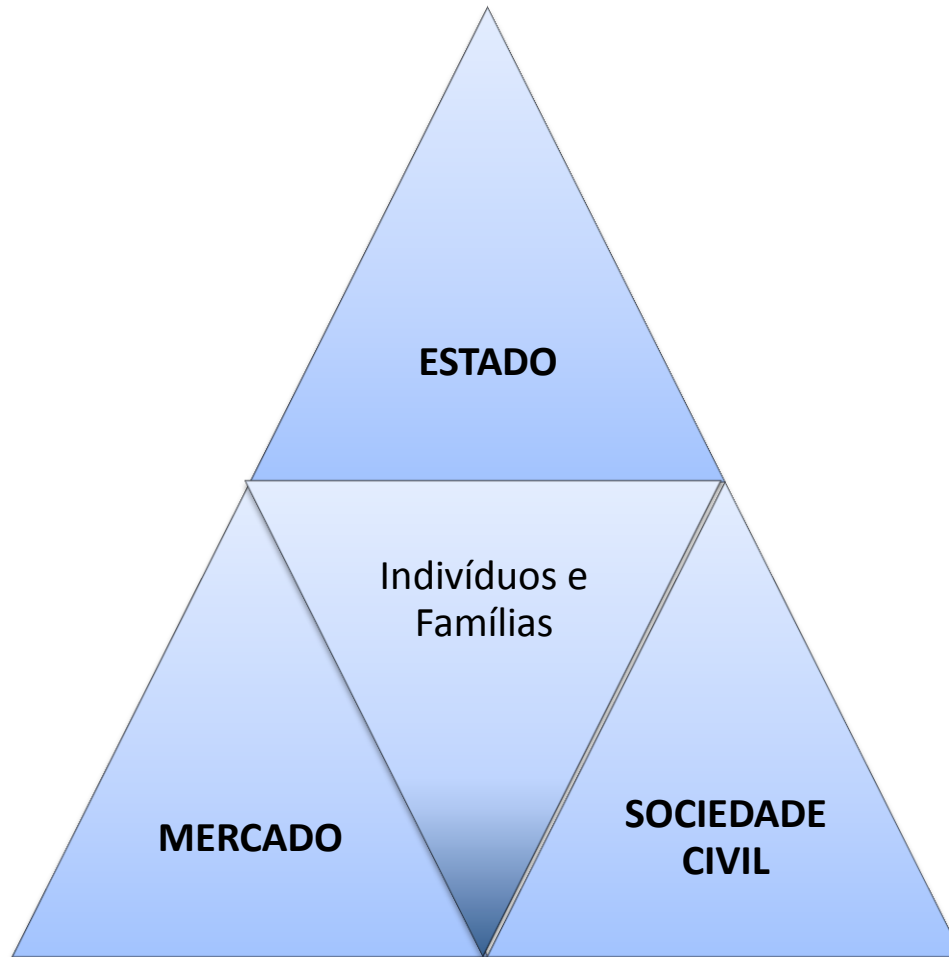 ESTADO
Indivíduos e
Famílias
MERCADO
SOCIEDADE
CIVIL